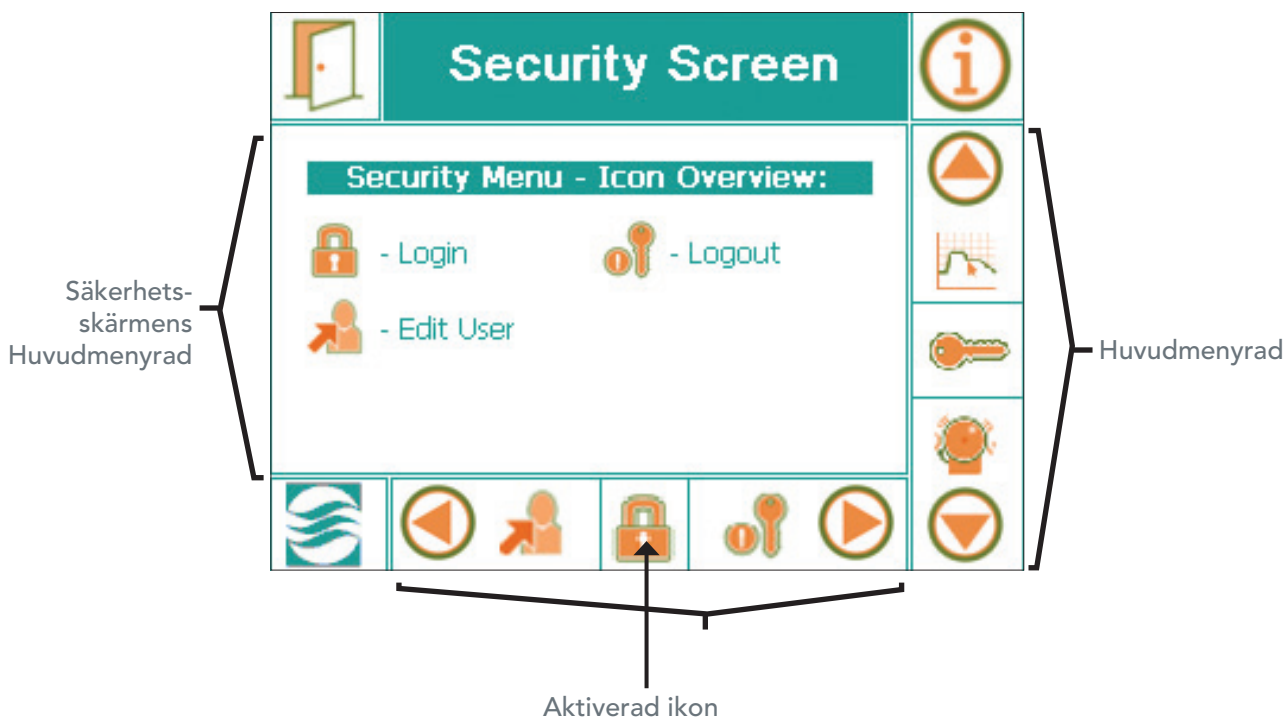 Security Screen
Security Menu - Icon Overview:
- Login
- Logout
- Edit User
Säkerhets-
skärmens
Huvudmenyrad
Huvudmenyrad
Aktiverad ikon